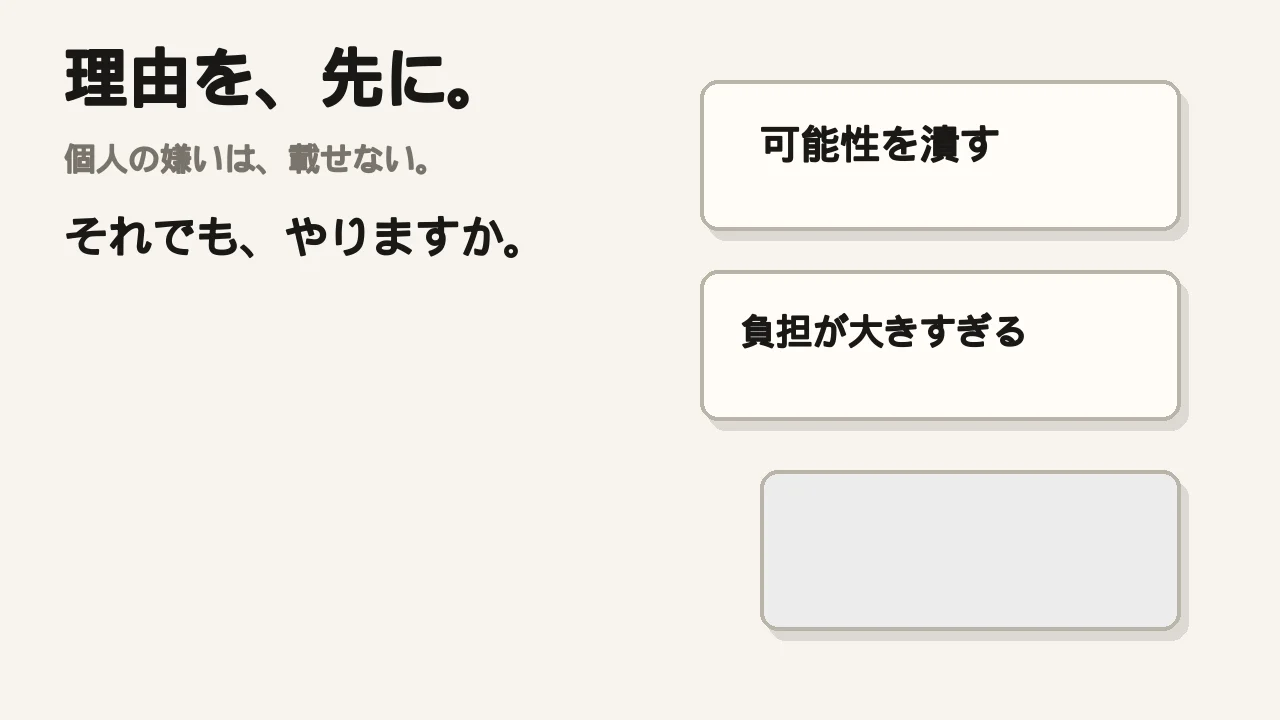 理由を、先に。
個人の嫌いは、載せない。
それでも、やりますか。
可能性を潰す
負担が大きすぎる